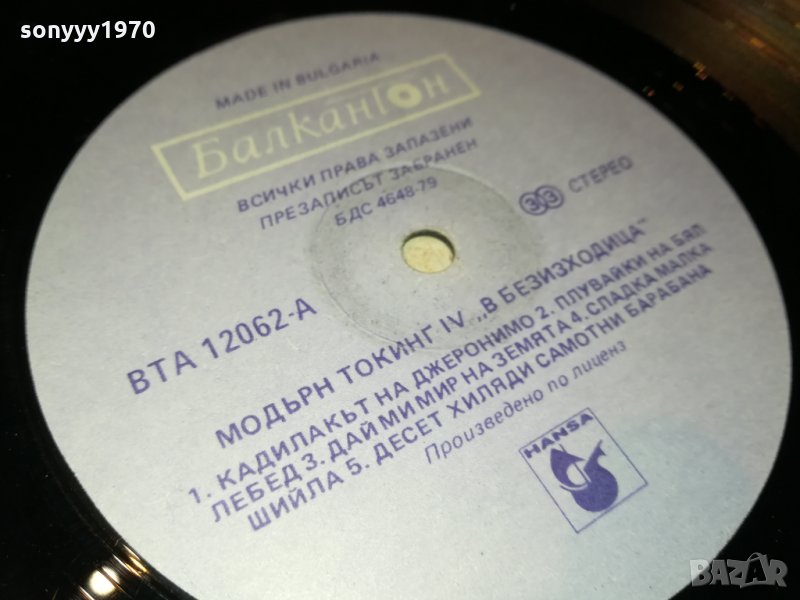 sonyyy1970
MADE IN BULGARIA
Балкантон
ВСИЧКИ ПРАВА ЗАПАЗЕНИ
ПРЕЗАПИСЪТ ЗАБРАНЕН
БДС 4648-79
33 СТЕРЕО
ВТА 12062-А
МОДЪРН ТОКИНГ IV „В БЕЗИЗХОДИЦА"
1. КАДИЛАКЪТ НА ДЖЕРОНИМО 2. ПЛУВАЙКИ НА БЯЛ
ЛЕБЕД 3. ДАЙ МИ МИР НА ЗЕМЯТА 4. СЛАДКА МАЛКА
ШИЙЛА 5. ДЕСЕТ ХИЛЯДИ САМОТНИ БАРАБАНА
Произведено по лиценз
HANSA
BAZAR